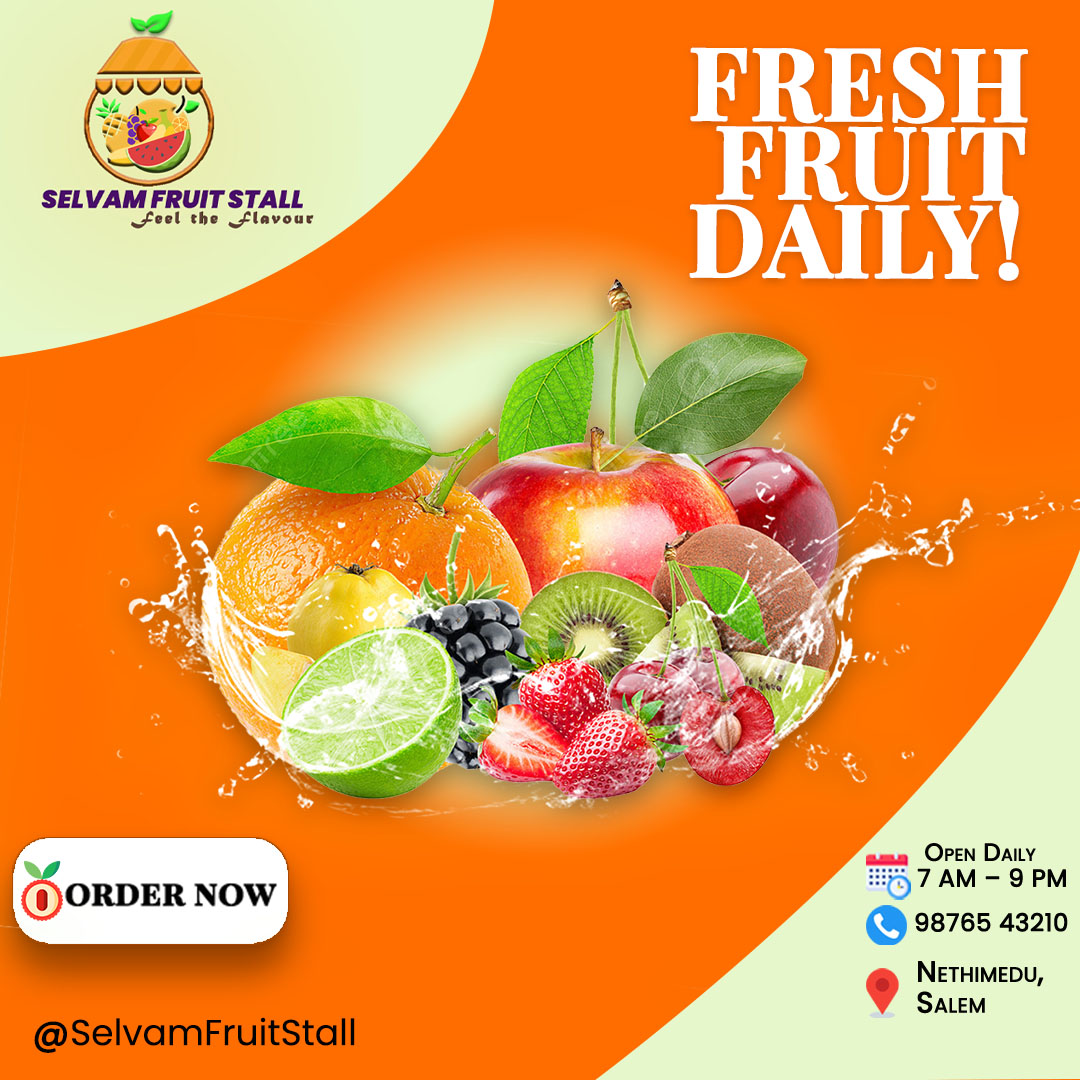 SELVAM FRUIT STALL
Feel the Flavour
FRESH
FRUIT
DAILY!
ORDER NOW
Open Daily
7 AM – 9 PM
98765 43210
Nethimedu,
Salem
@SelvamFruitStall